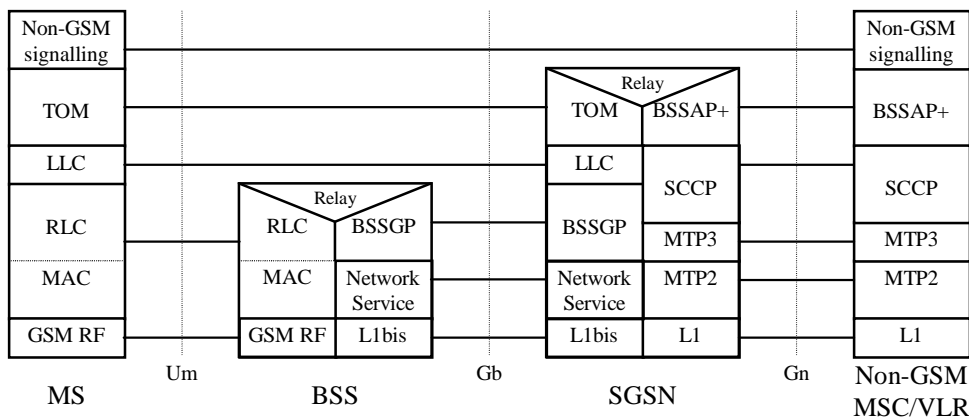 Non-GSM
signalling
Non-GSM
signalling
Relay
TOM
TOM
BSSAP+
BSSAP+
LLC
LLC
SCCP
SCCP
Relay
RLC
RLC
BSSGP
BSSGP
MTP3
MTP3
MAC
MAC
Network
Service
Network
Service
MTP2
MTP2
GSM RF
GSM RF
L1bis
L1bis
L1
L1
Um
Gb
Gn
MS
BSS
SGSN
Non-GSM
MSC/VLR